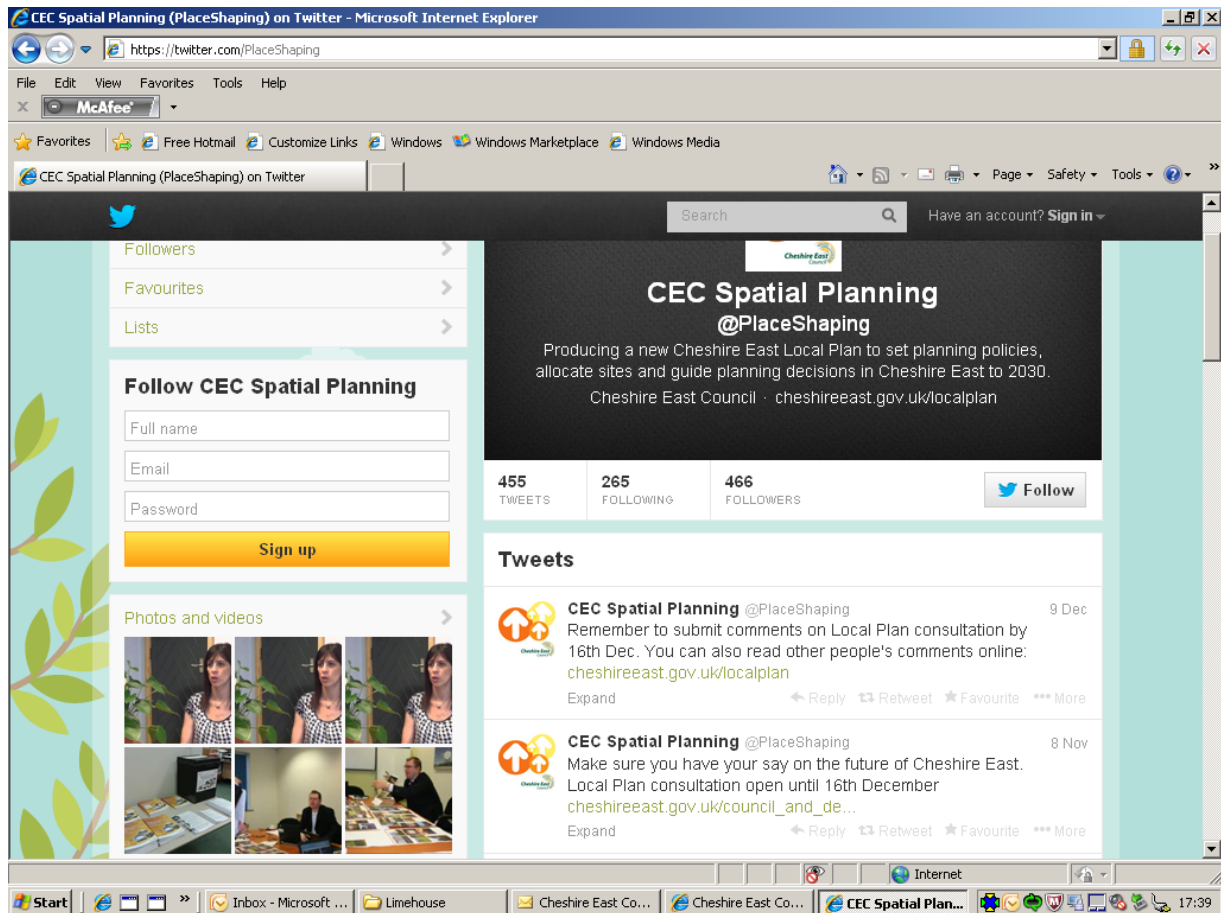 CEC Spatial Planning (PlaceShaping) on Twitter - Microsoft Internet Explorer
https://twitter.com/PlaceShaping
File Edit View Favorites Tools Help
McAfee
Favorites Free Hotmail Customize Links Windows Windows Marketplace Windows Media
CEC Spatial Planning (PlaceShaping) on Twitter Page Safety Tools
Search Have an account? Sign in
Followers
Favourites
Lists
Follow CEC Spatial Planning
Full name
Email
Password
Sign up
Photos and videos
Cheshire East
Council
CEC Spatial Planning
@PlaceShaping
Producing a new Cheshire East Local Plan to set planning policies,
allocate sites and guide planning decisions in Cheshire East to 2030.
Cheshire East Council · cheshireeast.gov.uk/localplan
455 265 466
TWEETS FOLLOWING FOLLOWERS
Follow
Tweets
CEC Spatial Planning @PlaceShaping 9 Dec
Remember to submit comments on Local Plan consultation by
16th Dec. You can also read other people's comments online:
cheshireeast.gov.uk/localplan
Expand Reply Retweet Favourite ••• More
CEC Spatial Planning @PlaceShaping 8 Nov
Make sure you have your say on the future of Cheshire East.
Local Plan consultation open until 16th December
cheshireeast.gov.uk/council_and_de...
Expand Reply Retweet Favourite ••• More
Internet
Start » Inbox - Microsoft ... Limehouse Cheshire East Co... Cheshire East Co... CEC Spatial Plan... 17:39